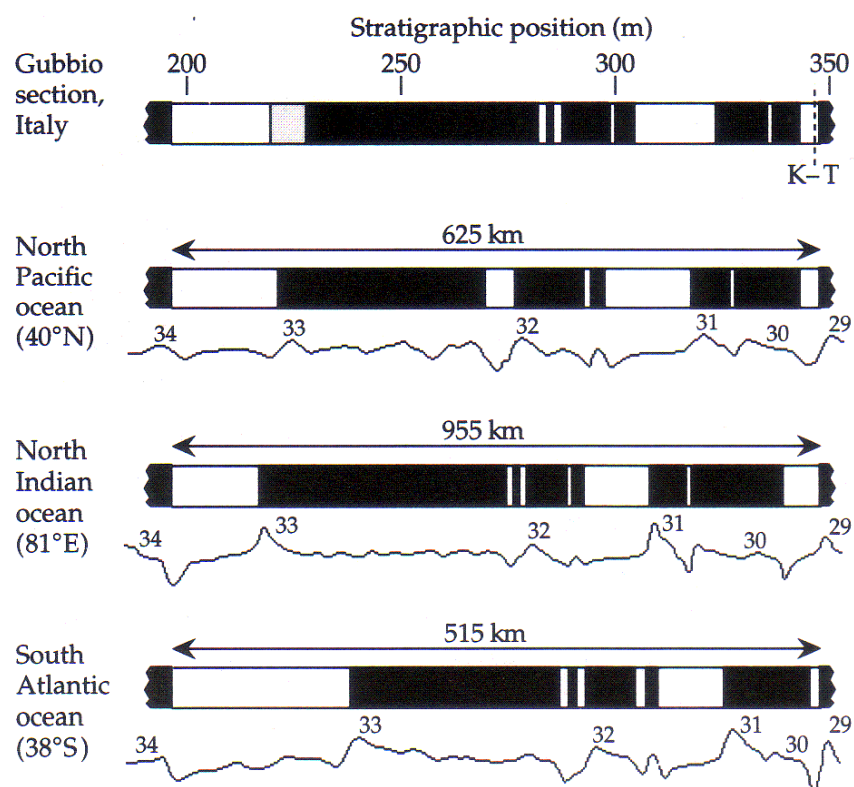 Stratigraphic position (m)
Gubbio section, Italy
200 250 300 350
K–T
North Pacific ocean (40°N)
625 km
34 33 32 31 30 29
North Indian ocean (81°E)
955 km
34 33 32 31 30 29
South Atlantic ocean (38°S)
515 km
34 33 32 31 30 29